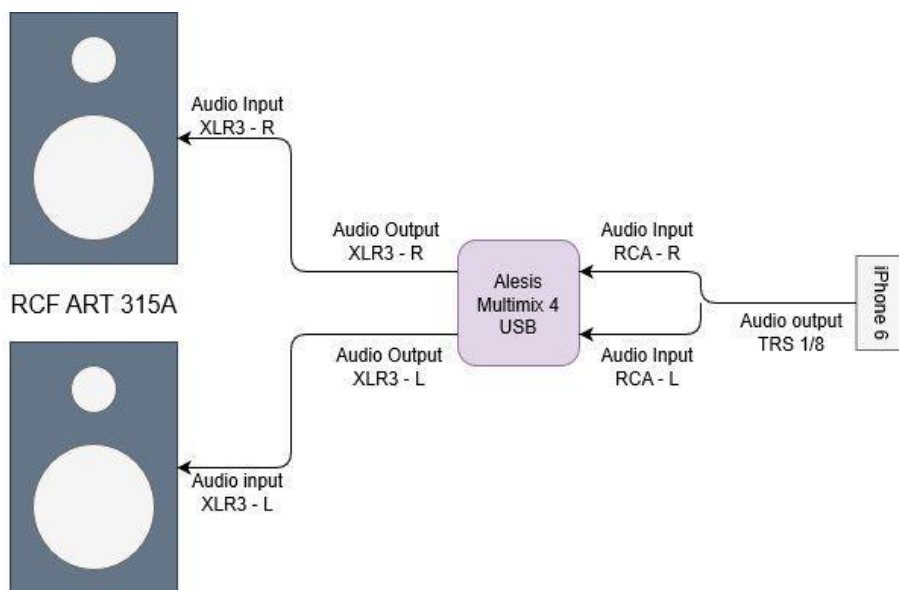 Audio Input
XLR3 - R
Audio Output
XLR3 - R
Audio Input
RCA - R
RCF ART 315A
Alesis
Multimix 4
USB
iPhone 6
Audio output
TRS 1/8
Audio Output
XLR3 - L
Audio Input
RCA - L
Audio input
XLR3 - L